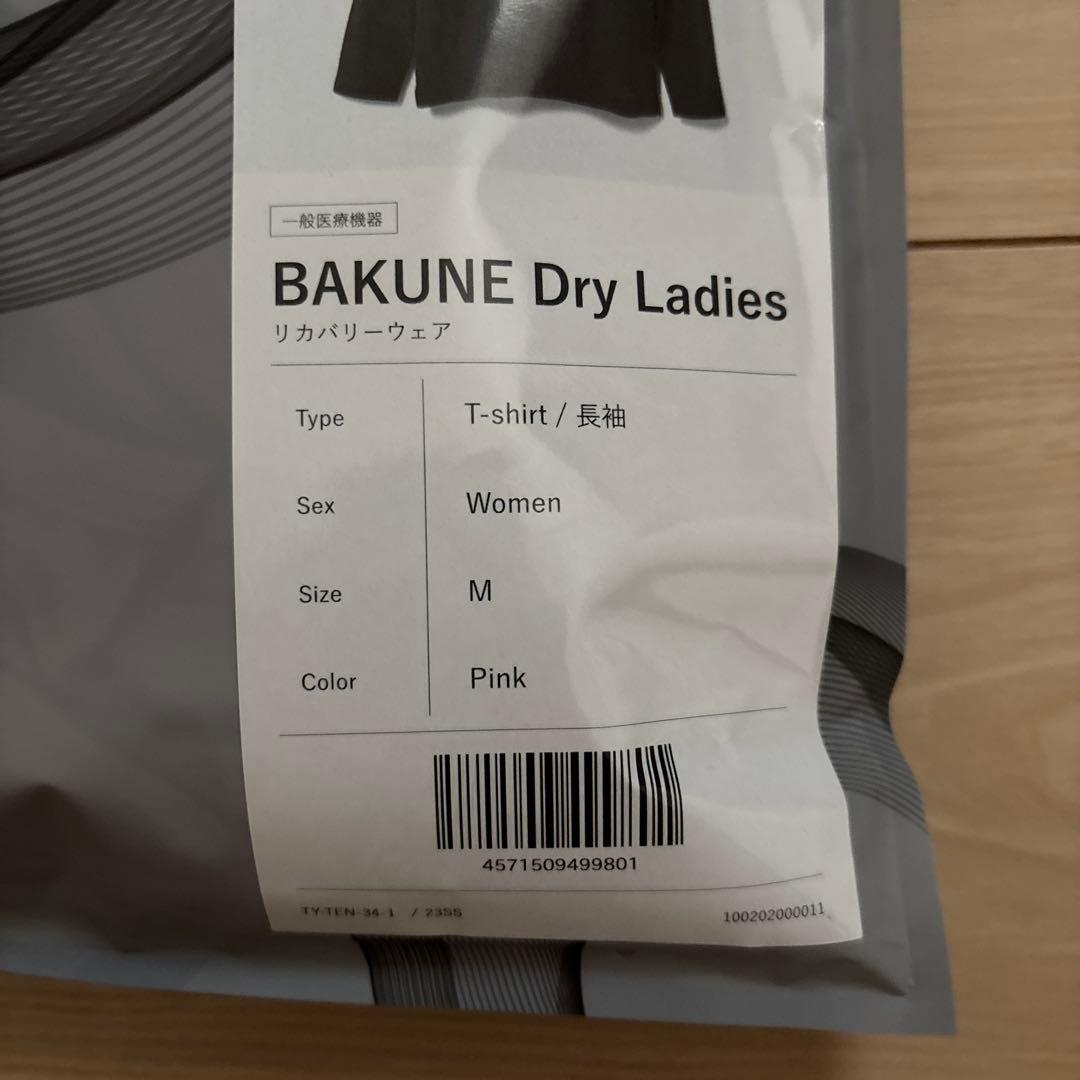 一般医療機器
BAKUNE Dry Ladies
リカバリーウェア
Type T-shirt / 長袖
Sex Women
Size M
Color Pink
4571509499801
TY-TEN-34-1 / 23SS
100202000011